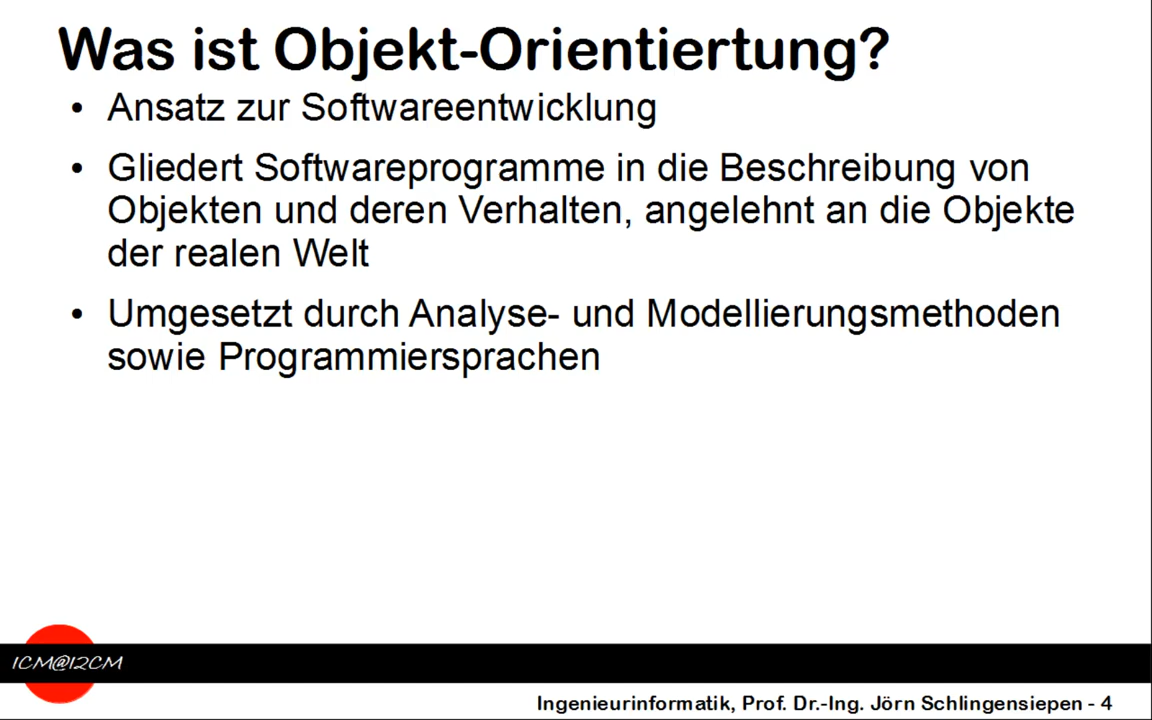 Was ist Objekt-Orientiertung?
• Ansatz zur Softwareentwicklung
• Gliedert Softwareprogramme in die Beschreibung von
Objekten und deren Verhalten, angelehnt an die Objekte
der realen Welt
• Umgesetzt durch Analyse- und Modellierungsmethoden
sowie Programmiersprachen
1CM@12CM
Ingenieurinformatik, Prof. Dr.-Ing. Jörn Schlingensiepen - 4